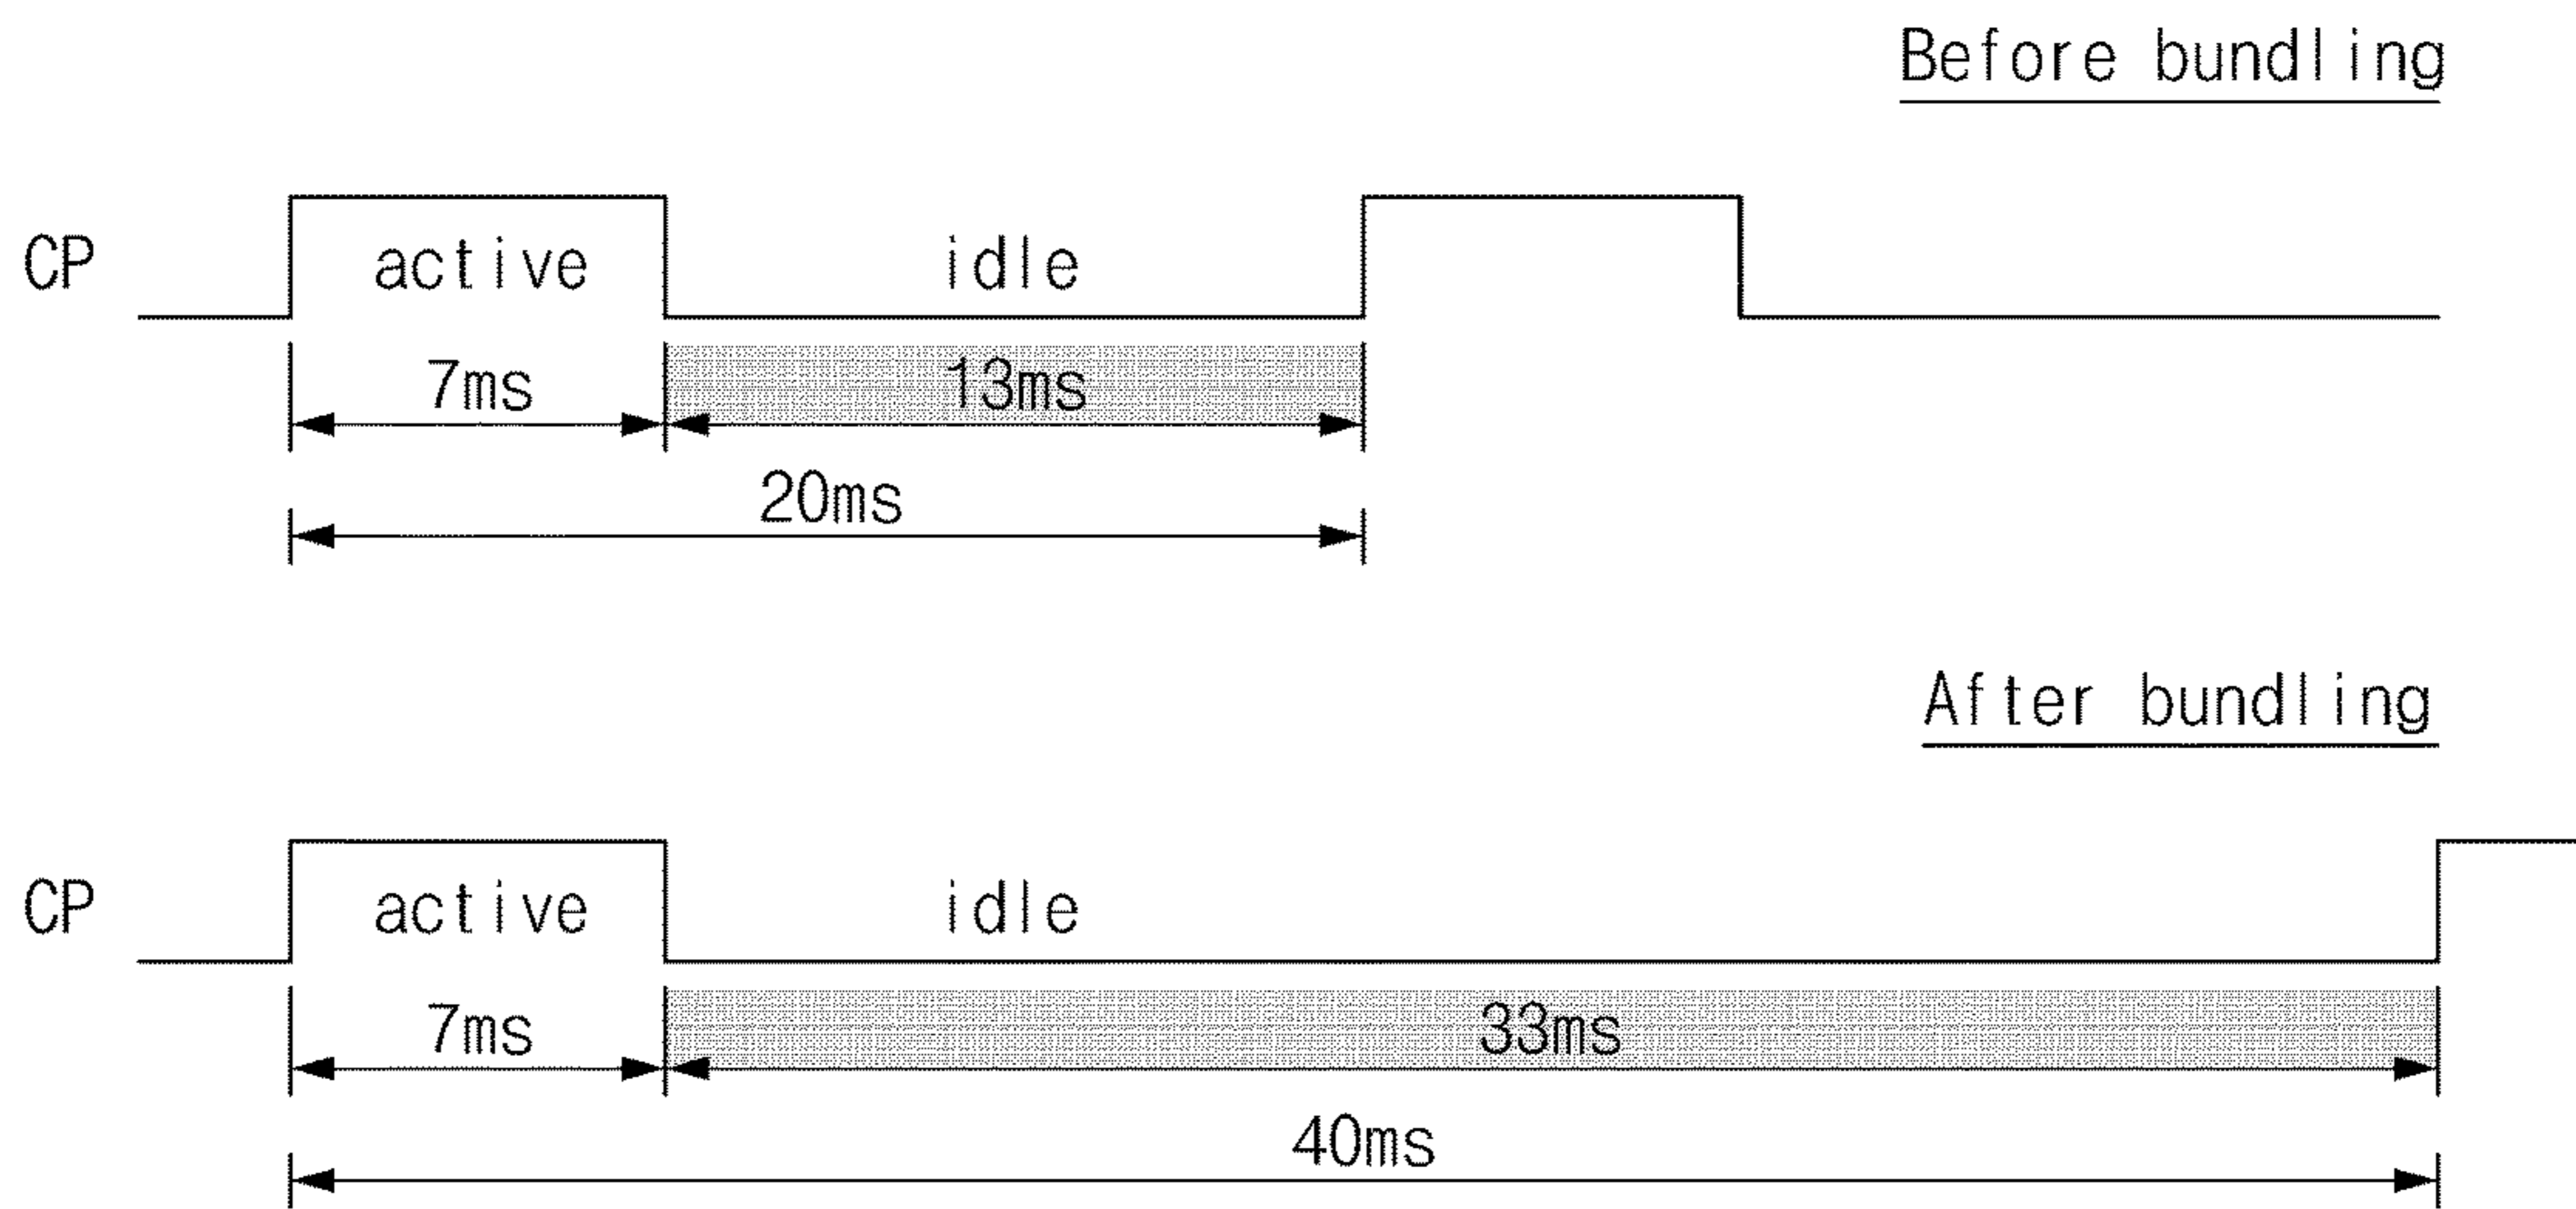 Before bundling
CP active idle
7ms 13ms
20ms
After bundling
CP active idle
7ms 33ms
40ms